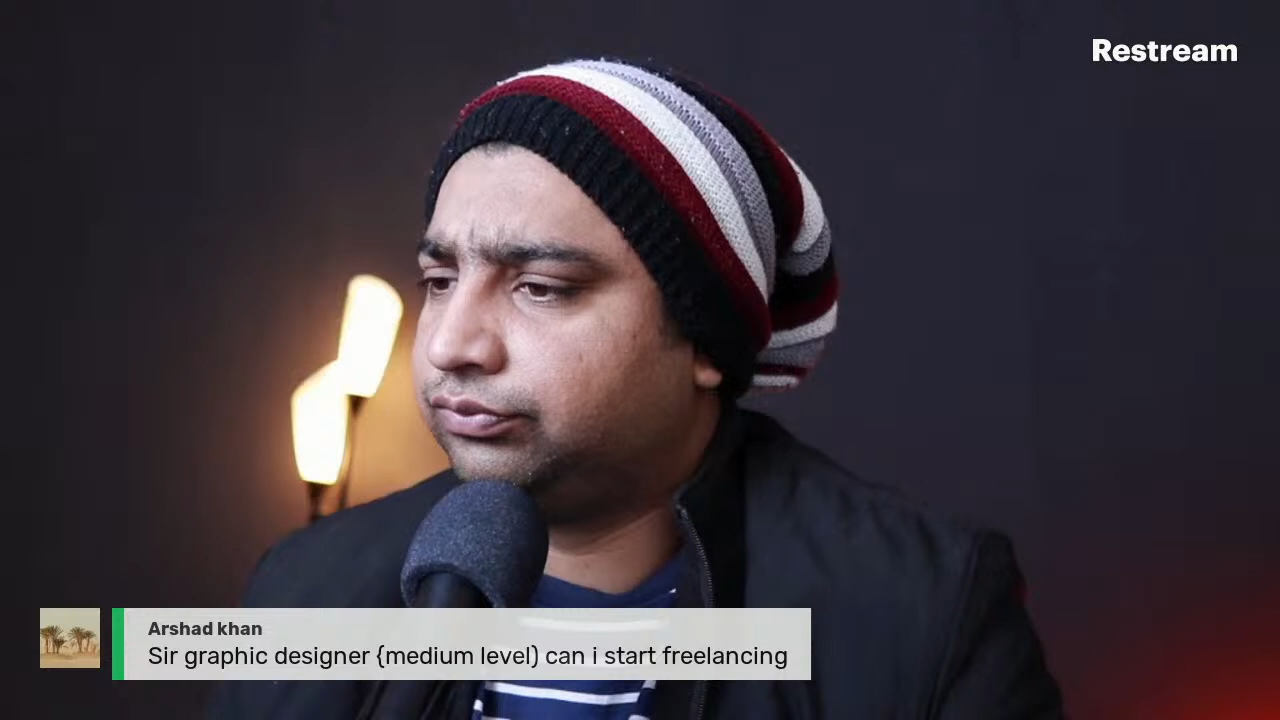 Restream
Arshad khan
Sir graphic designer {medium level) can i start freelancing